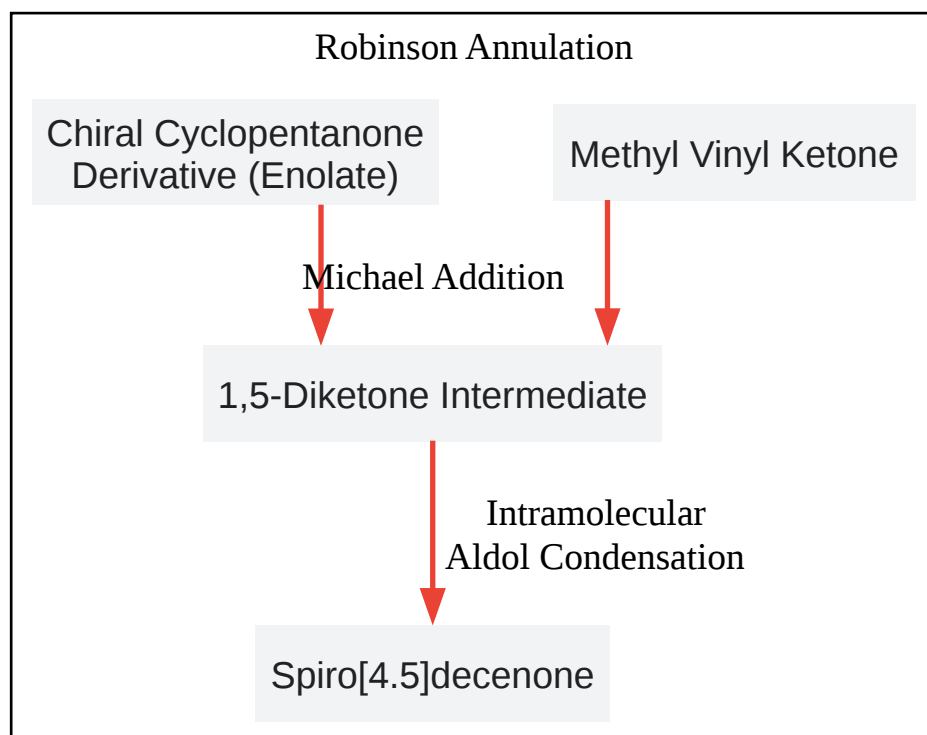 Robinson Annulation
Chiral Cyclopentanone
Derivative (Enolate)
Methyl Vinyl Ketone
Michael Addition
1,5-Diketone Intermediate
Intramolecular
Aldol Condensation
Spiro[4.5]decenone